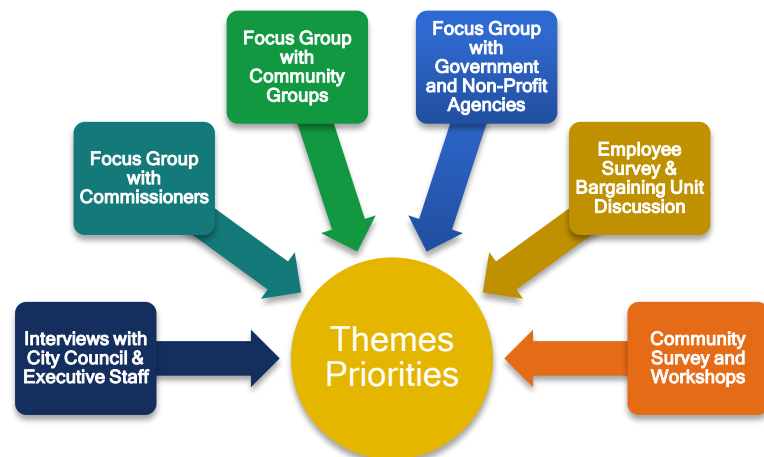 Focus Group
with
Community
Groups
Focus Group
with
Government
and Non-Profit
Agencies
Focus Group
with
Commissioners
Employee
Survey &
Bargaining Unit
Discussion
Interviews with
City Council &
Executive Staff
Themes
Priorities
Community
Survey and
Workshops